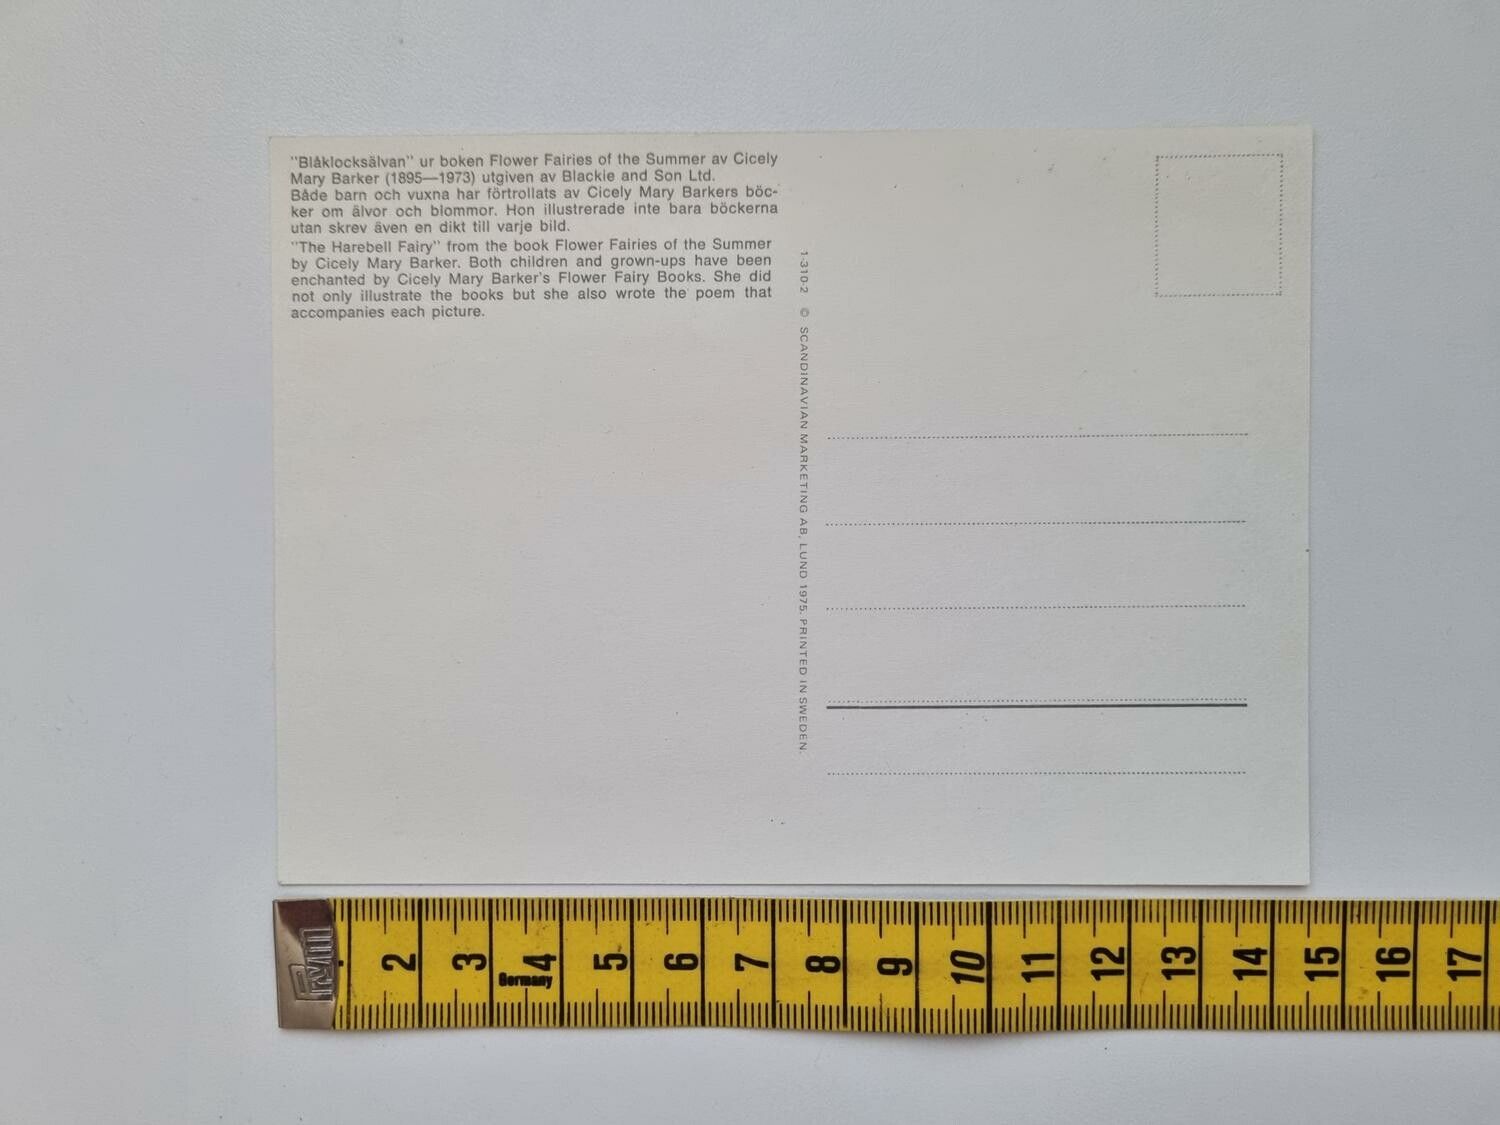 "Blåklocksälvan" ur boken Flower Fairies of the Summer av Cicely
Mary Barker (1895—1973) utgiven av Blackie and Son Ltd.
Både barn och vuxna har förtrollats av Cicely Mary Barkers böc-
ker om älvor och blommor. Hon illustrerade inte bara böckerna
utan skrev även en dikt till varje bild.
"The Harebell Fairy" from the book Flower Fairies of the Summer
by Cicely Mary Barker. Both children and grown-ups have been
enchanted by Cicely Mary Barker's Flower Fairy Books. She did
not only illustrate the books but she also wrote the poem that
accompanies each picture.
1-310-2 © SCANDINAVIAN MARKETING AB, LUND 1975. PRINTED IN SWEDEN.
Prym
2 3 4 5 6 7 8 9 10 11 12 13 14 15 16 17
Germany